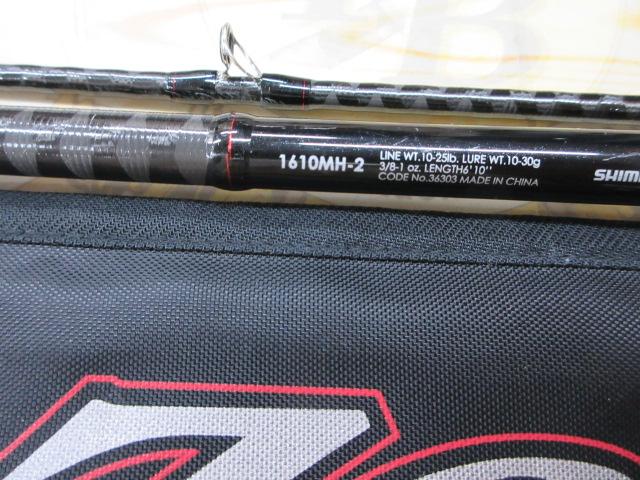 1610MH-2
LINE WT.10-25lb. LURE WT.10-30g
3/8-1 oz. LENGTH6'10''
CODE No.36303 MADE IN CHINA